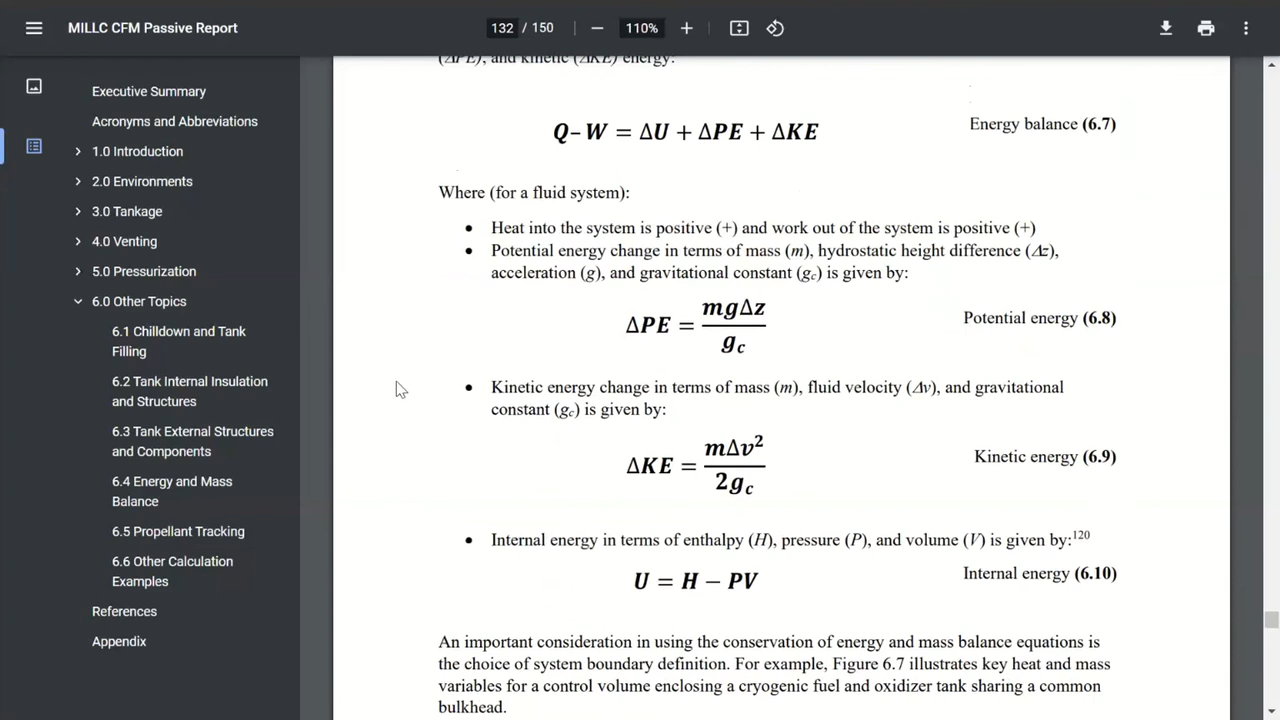 MILLC CFM Passive Report
132 / 150
110%
Executive Summary
Acronyms and Abbreviations
1.0 Introduction
2.0 Environments
3.0 Tankage
4.0 Venting
5.0 Pressurization
6.0 Other Topics
6.1 Chilldown and Tank
Filling
6.2 Tank Internal Insulation
and Structures
6.3 Tank External Structures
and Components
6.4 Energy and Mass
Balance
6.5 Propellant Tracking
6.6 Other Calculation
Examples
References
Appendix
(ΔPE), and kinetic (ΔKE) energy:
Q – W = ΔU + ΔPE + ΔKE
Energy balance (6.7)
Where (for a fluid system):
• Heat into the system is positive (+) and work out of the system is positive (+)
• Potential energy change in terms of mass (m), hydrostatic height difference (Δz),
acceleration (g), and gravitational constant (g_c) is given by:
ΔPE = mgΔz / g_c
Potential energy (6.8)
• Kinetic energy change in terms of mass (m), fluid velocity (Δv), and gravitational
constant (g_c) is given by:
ΔKE = mΔv² / 2g_c
Kinetic energy (6.9)
• Internal energy in terms of enthalpy (H), pressure (P), and volume (V) is given by:¹²⁰
U = H – PV
Internal energy (6.10)
An important consideration in using the conservation of energy and mass balance equations is
the choice of system boundary definition. For example, Figure 6.7 illustrates key heat and mass
variables for a control volume enclosing a cryogenic fuel and oxidizer tank sharing a common
bulkhead.